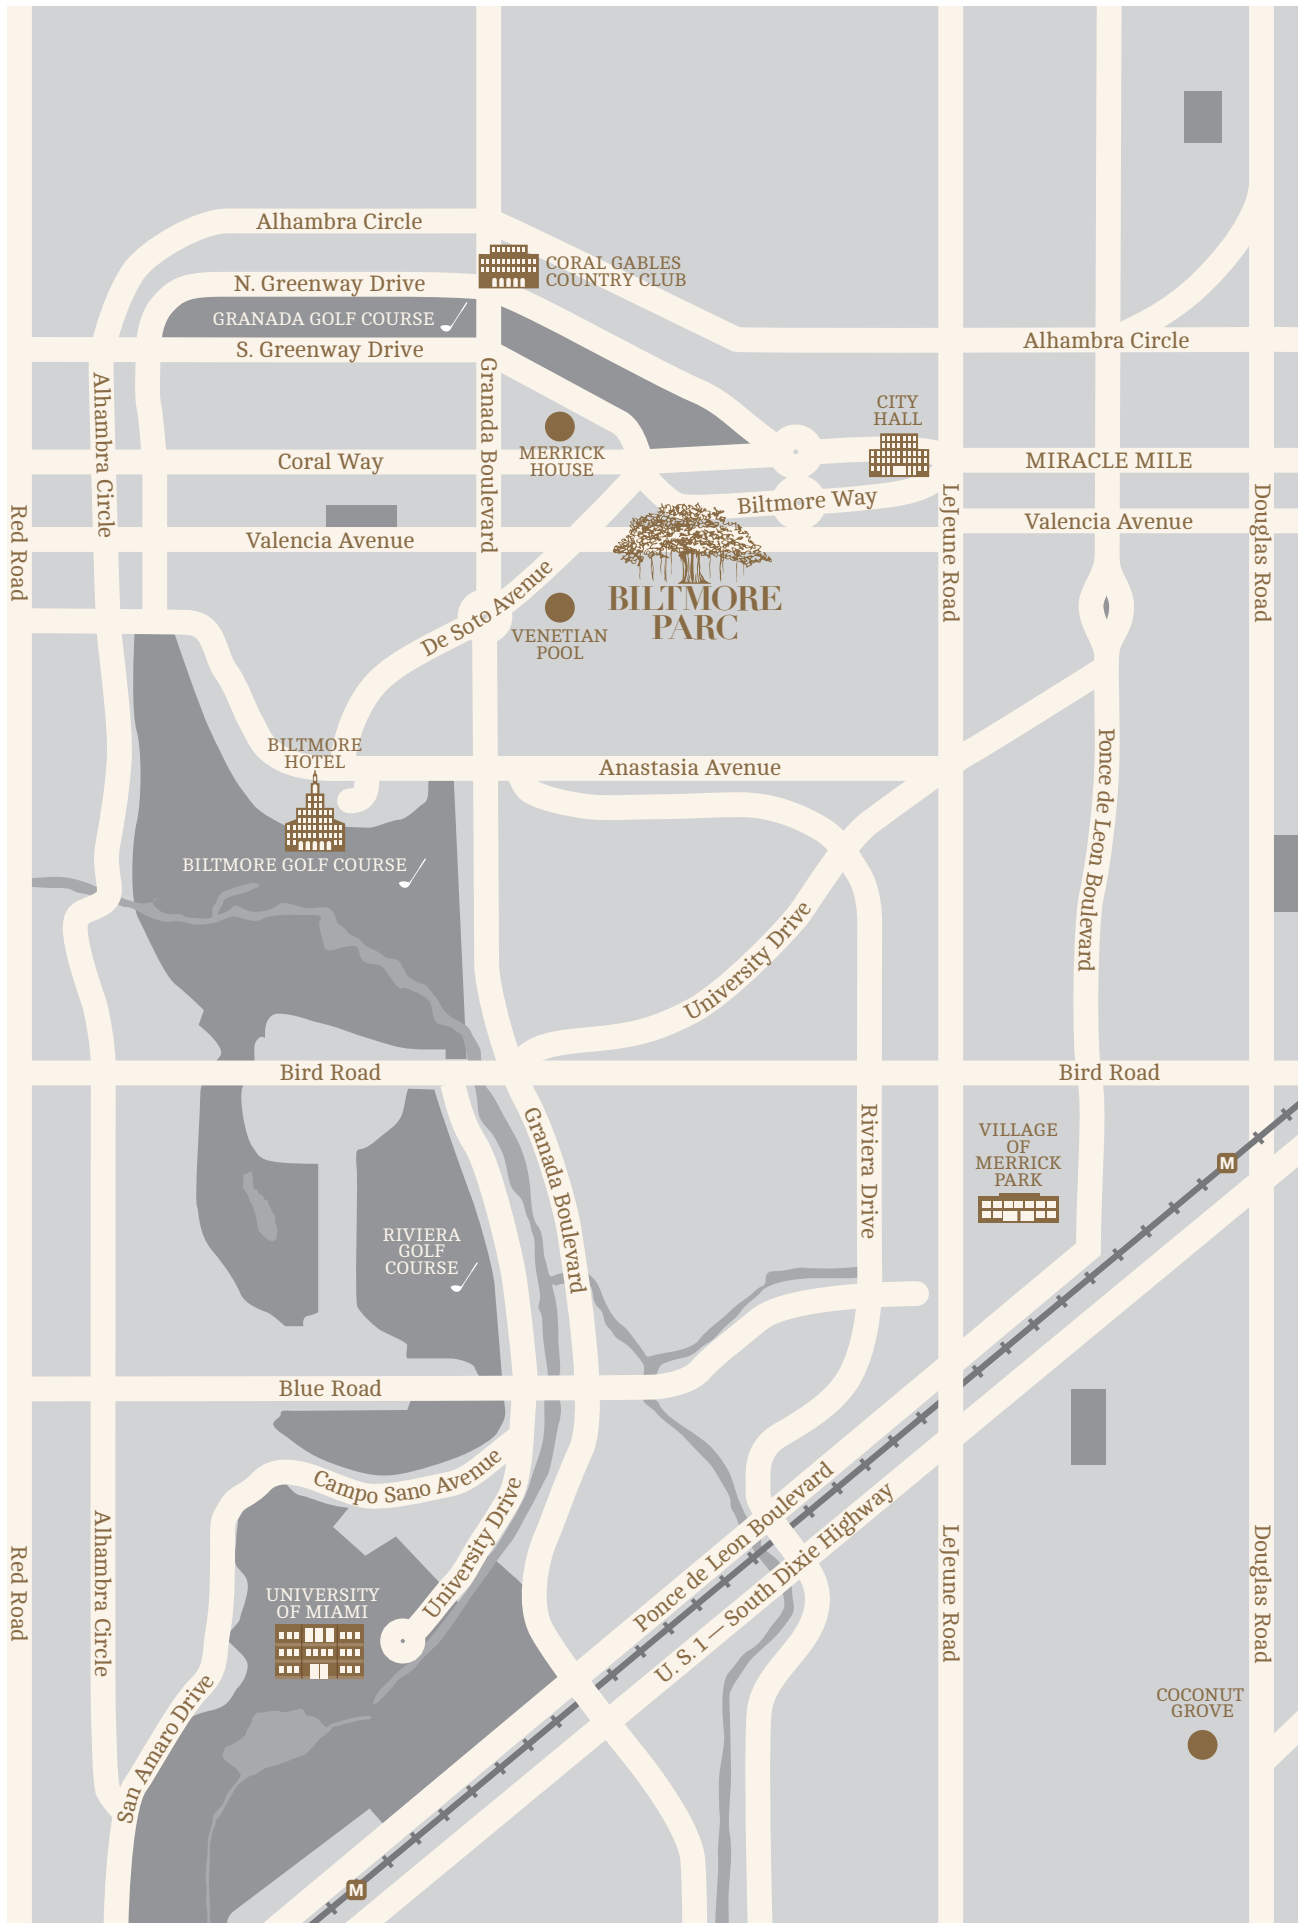 Alhambra Circle
CORAL GABLES
COUNTRY CLUB
N. Greenway Drive
GRANADA GOLF COURSE
Alhambra Circle
S. Greenway Drive
Alhambra Circle
Granada Boulevard
CITY
HALL
MERRICK
HOUSE
Coral Way
MIRACLE MILE
Biltmore Way
Red Road
LeJeune Road
Douglas Road
Valencia Avenue
Valencia Avenue
De Soto Avenue
BILTMORE
PARC
VENETIAN
POOL
BILTMORE
HOTEL
Anastasia Avenue
Ponce de Leon Boulevard
BILTMORE GOLF COURSE
University Drive
Bird Road
Bird Road
Granada Boulevard
Riviera Drive
VILLAGE
OF
MERRICK
PARK
M
RIVIERA
GOLF
COURSE
Blue Road
Campo Sano Avenue
University Drive
Ponce de Leon Boulevard
U. S. 1 — South Dixie Highway
Red Road
Alhambra Circle
LeJeune Road
Douglas Road
UNIVERSITY
OF MIAMI
San Amaro Drive
COCONUT
GROVE
M